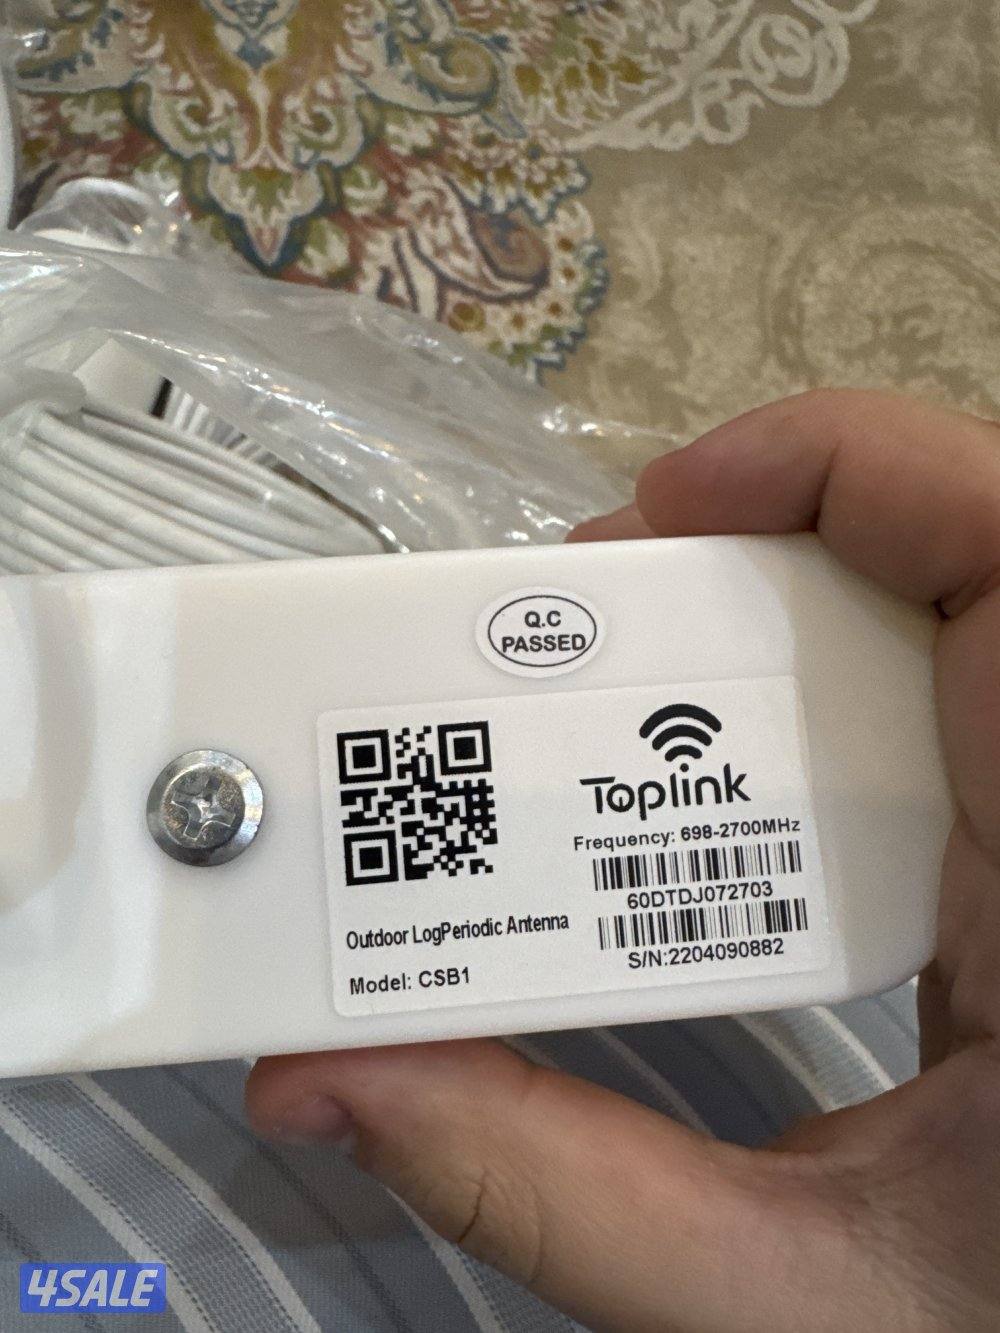 Q.C
PASSED
Toplink
Frequency: 698-2700MHz
60DTDJ072703
S/N:2204090882
Outdoor LogPeriodic Antenna
Model: CSB1
4SALE